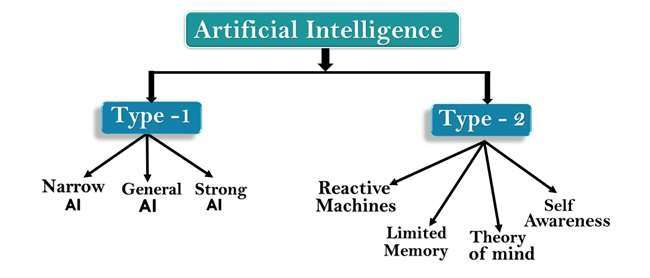 Artificial Intelligence
Type -1
Type - 2
Narrow
AI
General
AI
Strong
AI
Reactive
Machines
Limited
Memory
Theory
of mind
Self
Awareness